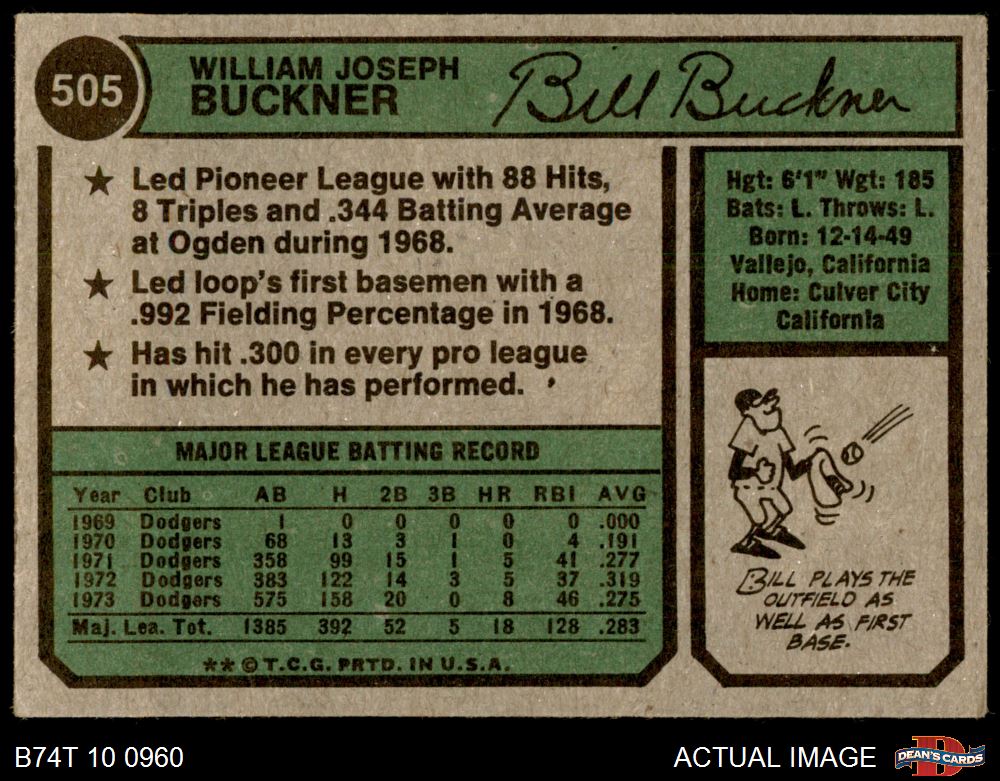 505
WILLIAM JOSEPH
BUCKNER
Bill Buckner
★ Led Pioneer League with 88 Hits,
8 Triples and .344 Batting Average
at Ogden during 1968.
★ Led loop's first basemen with a
.992 Fielding Percentage in 1968.
★ Has hit .300 in every pro league
in which he has performed.
Hgt: 6'1" Wgt: 185
Bats: L. Throws: L.
Born: 12-14-49
Vallejo, California
Home: Culver City
California
MAJOR LEAGUE BATTING RECORD
Year Club AB H 2B 3B HR RBI AVG
1969 Dodgers 1 0 0 0 0 0 .000
1970 Dodgers 68 13 3 1 0 4 .191
1971 Dodgers 358 99 15 1 5 41 .277
1972 Dodgers 383 122 14 3 5 37 .319
1973 Dodgers 575 158 20 0 8 46 .275
Maj. Lea. Tot. 1385 392 52 5 18 128 .283
**© T.C.G. PRTD. IN U.S.A.
BILL PLAYS THE
OUTFIELD AS
WELL AS FIRST
BASE.
B74T 10 0960
ACTUAL IMAGE
D
DEAN'S CARDS